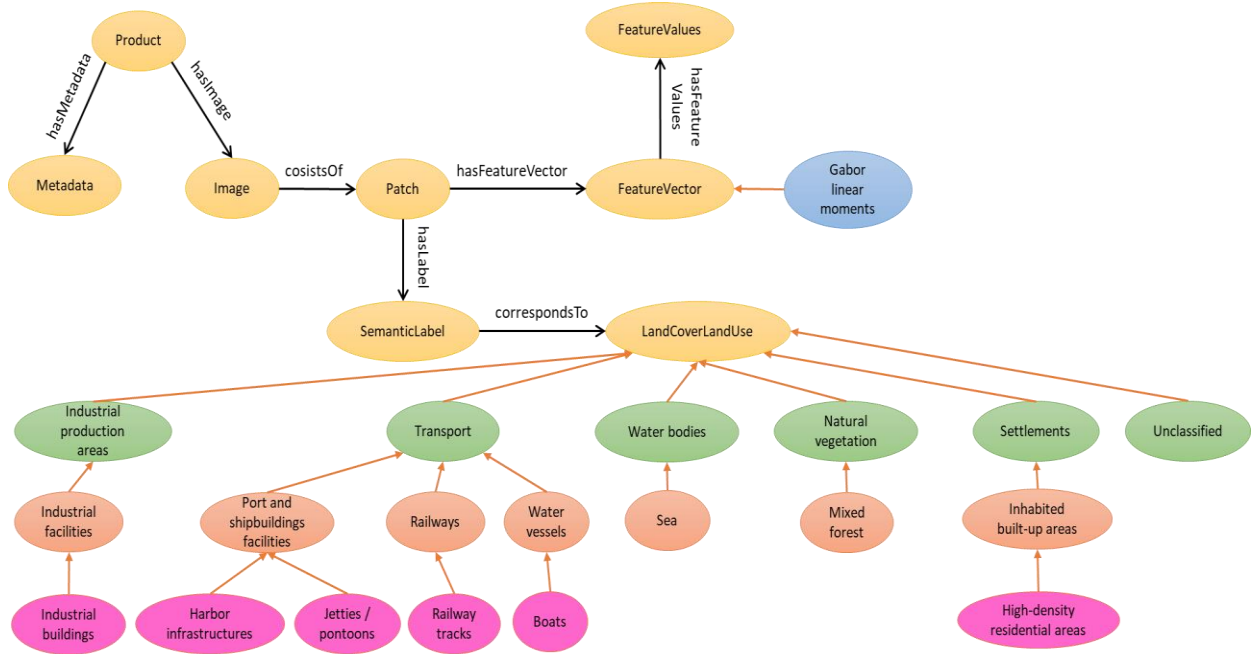 Product
FeatureValues
hasMetadata
hasImage
hasFeature
Values
Metadata
Image
cosistsOf
Patch
hasFeatureVector
FeatureVector
Gabor
linear
moments
hasLabel
SemanticLabel
correspondsTo
LandCoverLandUse
Industrial
production
areas
Transport
Water bodies
Natural
vegetation
Settlements
Unclassified
Industrial
facilities
Port and
shipbuildings
facilities
Railways
Water
vessels
Sea
Mixed
forest
Inhabited
built-up areas
Industrial
buildings
Harbor
infrastructures
Jetties /
pontoons
Railway
tracks
Boats
High-density
residential areas